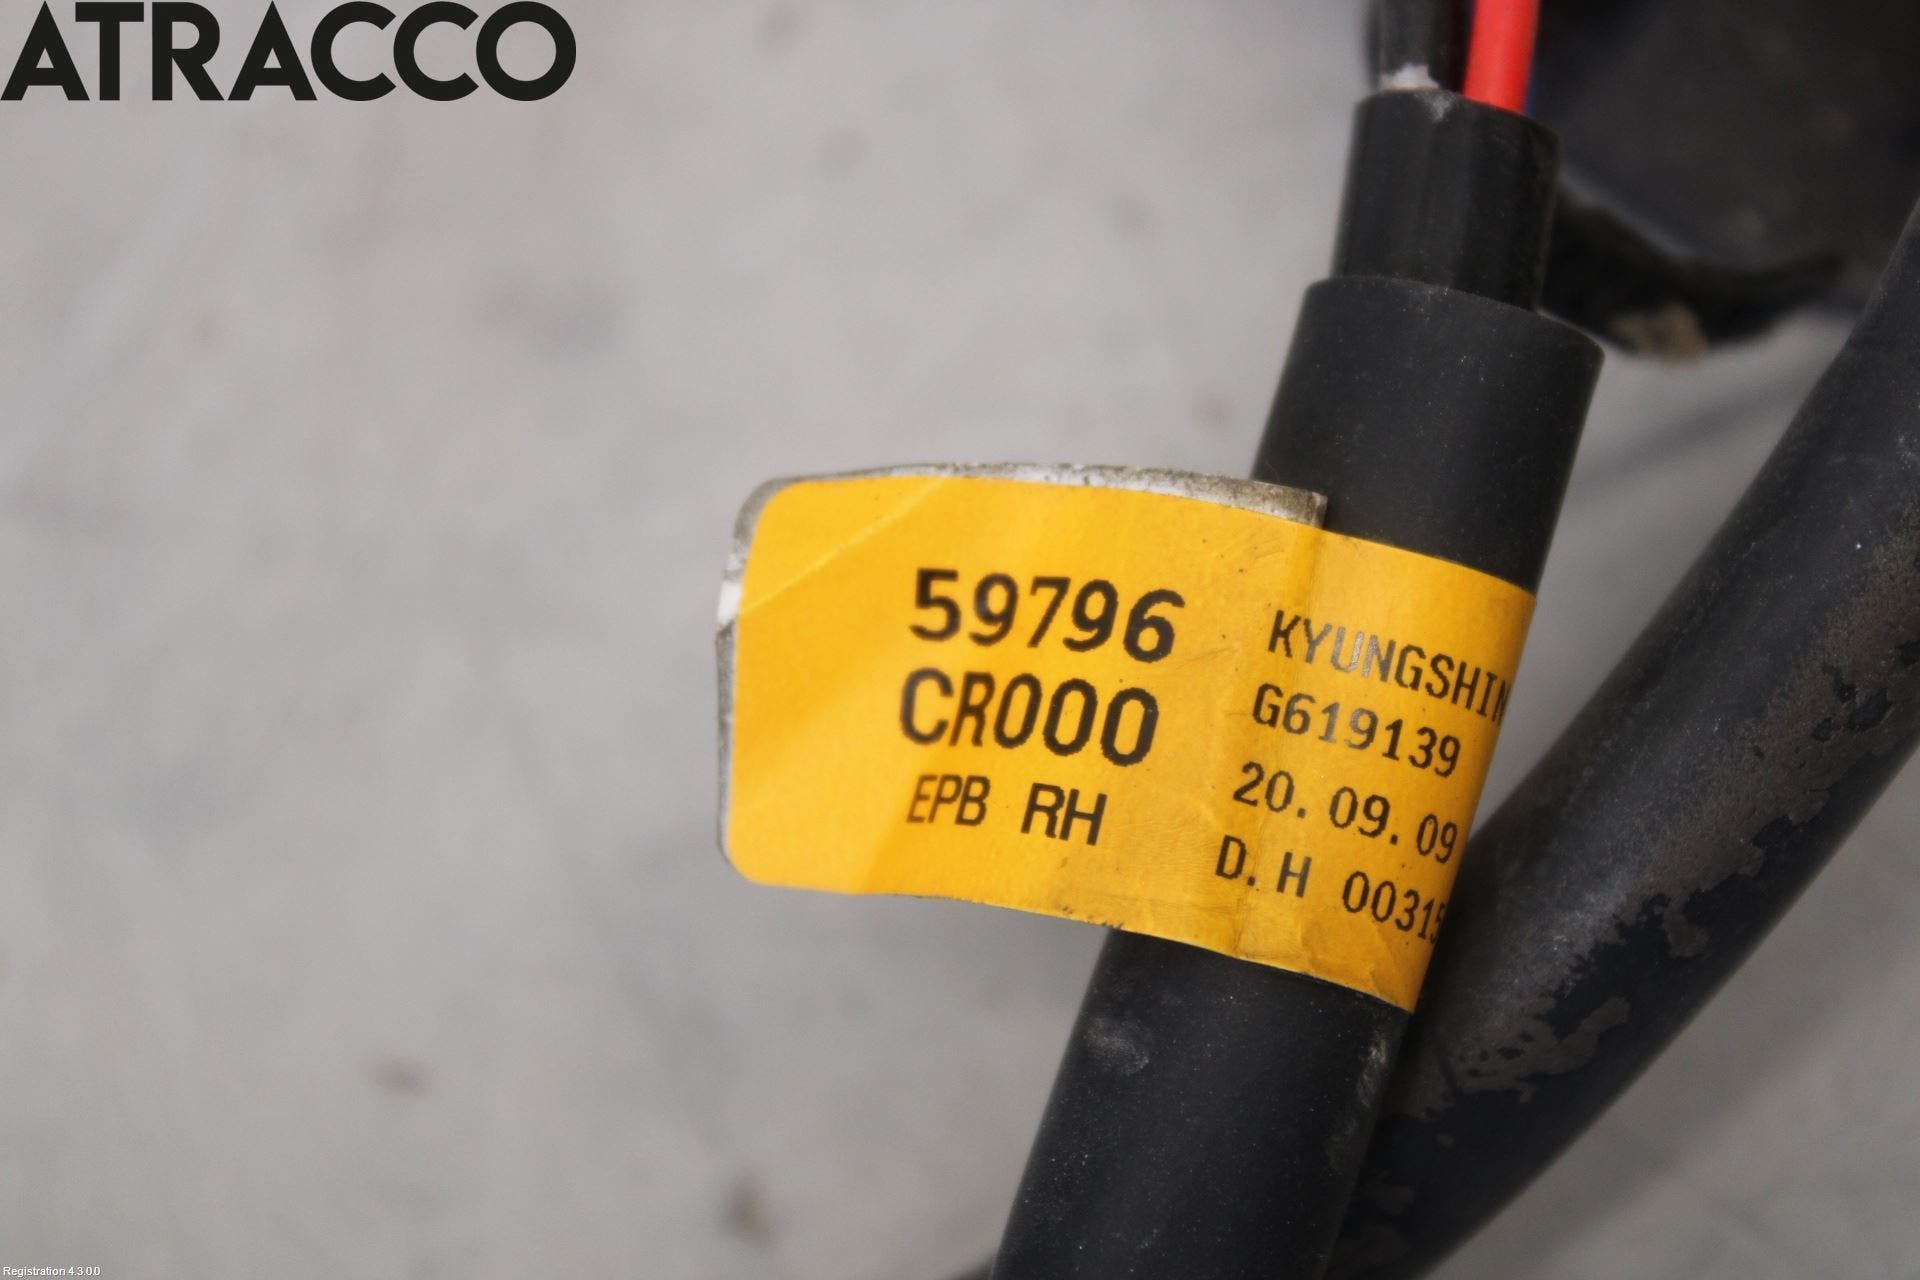 ATRACCO
59796
CR000
EPB RH
KYUNGSHIN
G619139
20.09.09
D.H 00315
Registration 4.3.0.0